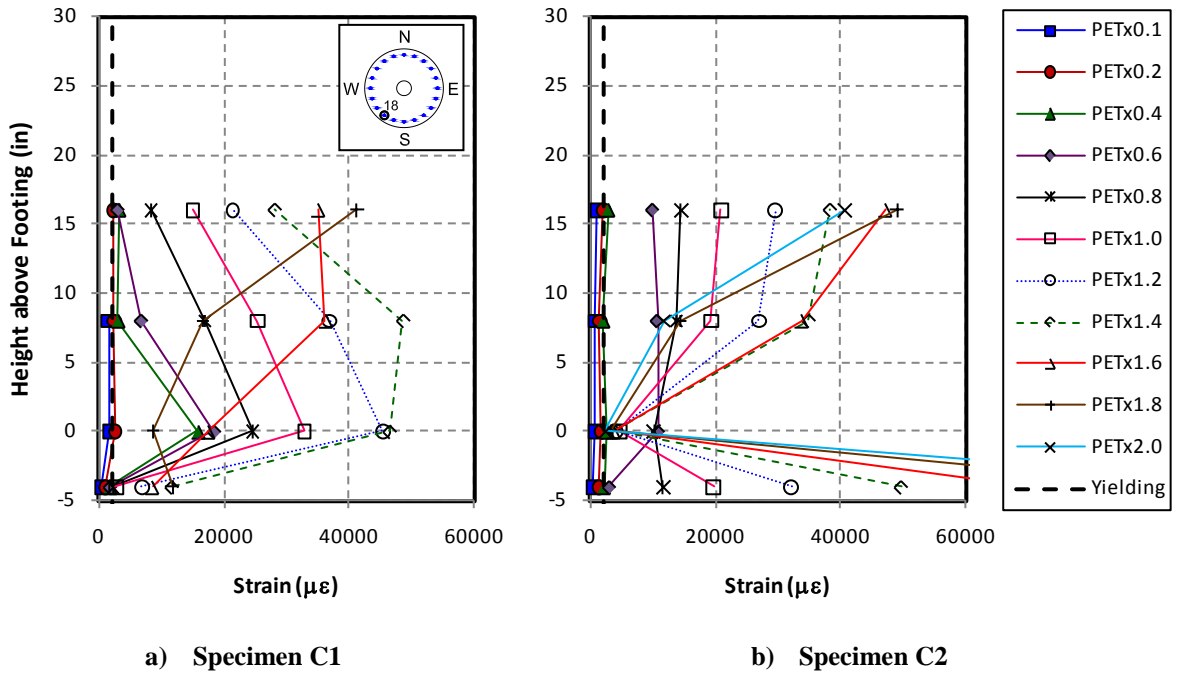 Height above Footing (in)
30
25
20
15
10
5
0
-5
0
20000
40000
60000
Strain (µε)
N
W
E
S
18
a) Specimen C1
30
25
20
15
10
5
0
-5
0
20000
40000
60000
Strain (µε)
b) Specimen C2
PETx0.1
PETx0.2
PETx0.4
PETx0.6
PETx0.8
PETx1.0
PETx1.2
PETx1.4
PETx1.6
PETx1.8
PETx2.0
Yielding